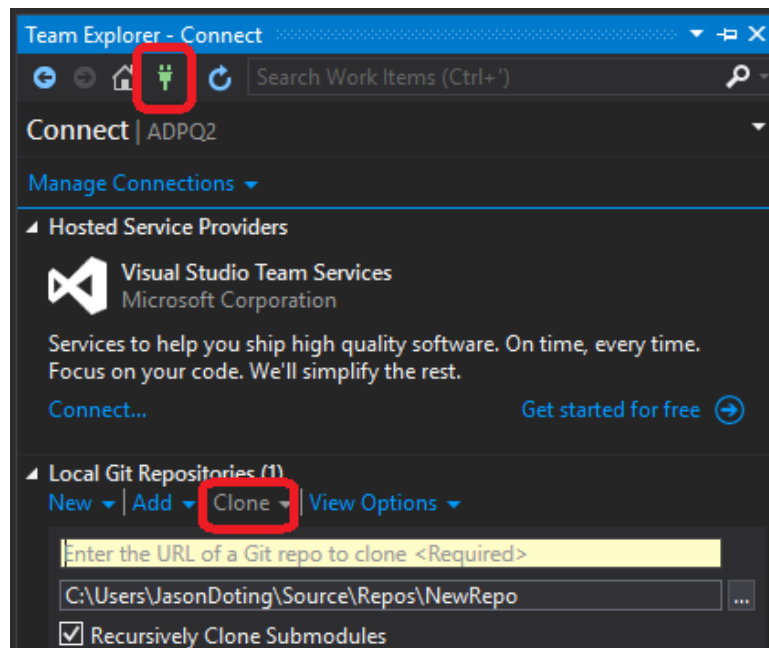 Team Explorer - Connect
Search Work Items (Ctrl+')
Connect | ADPQ2
Manage Connections
Hosted Service Providers
Visual Studio Team Services
Microsoft Corporation
Services to help you ship high quality software. On time, every time.
Focus on your code. We'll simplify the rest.
Connect... Get started for free
Local Git Repositories (1)
New | Add Clone | View Options
Enter the URL of a Git repo to clone <Required>
C:\Users\JasonDoting\Source\Repos\NewRepo ...
Recursively Clone Submodules